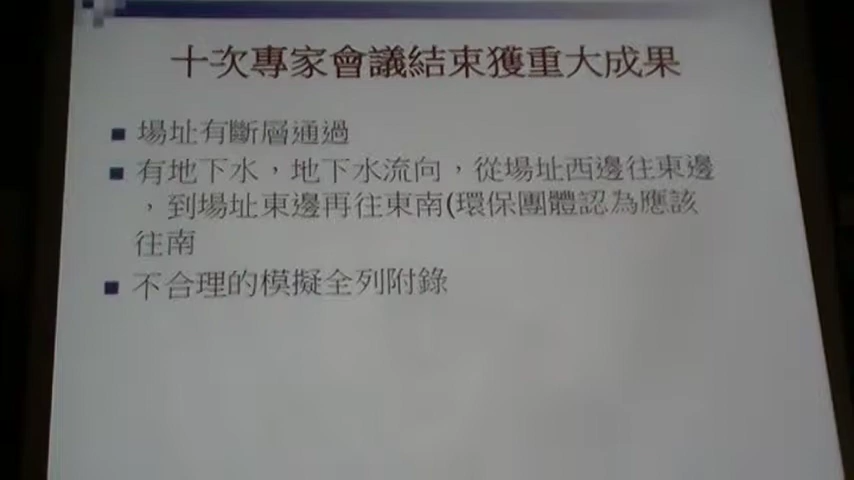 十次專家會議結束獲重大成果
場址有斷層通過
有地下水，地下水流向，從場址西邊往東邊
，到場址東邊再往東南(環保團體認為應該
往南
不合理的模擬全列附錄